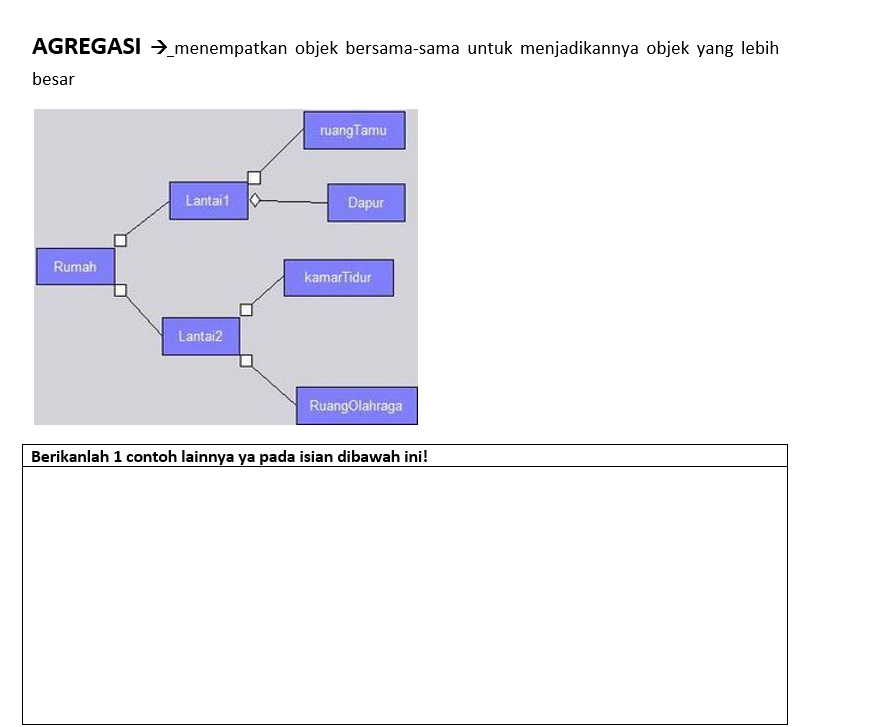 AGREGASI → menempatkan objek bersama-sama untuk menjadikannya objek yang lebih
besar
ruangTamu
Lantai1
Dapur
Rumah
kamarTidur
Lantai2
RuangOlahraga
Berikanlah 1 contoh lainnya ya pada isian dibawah ini!